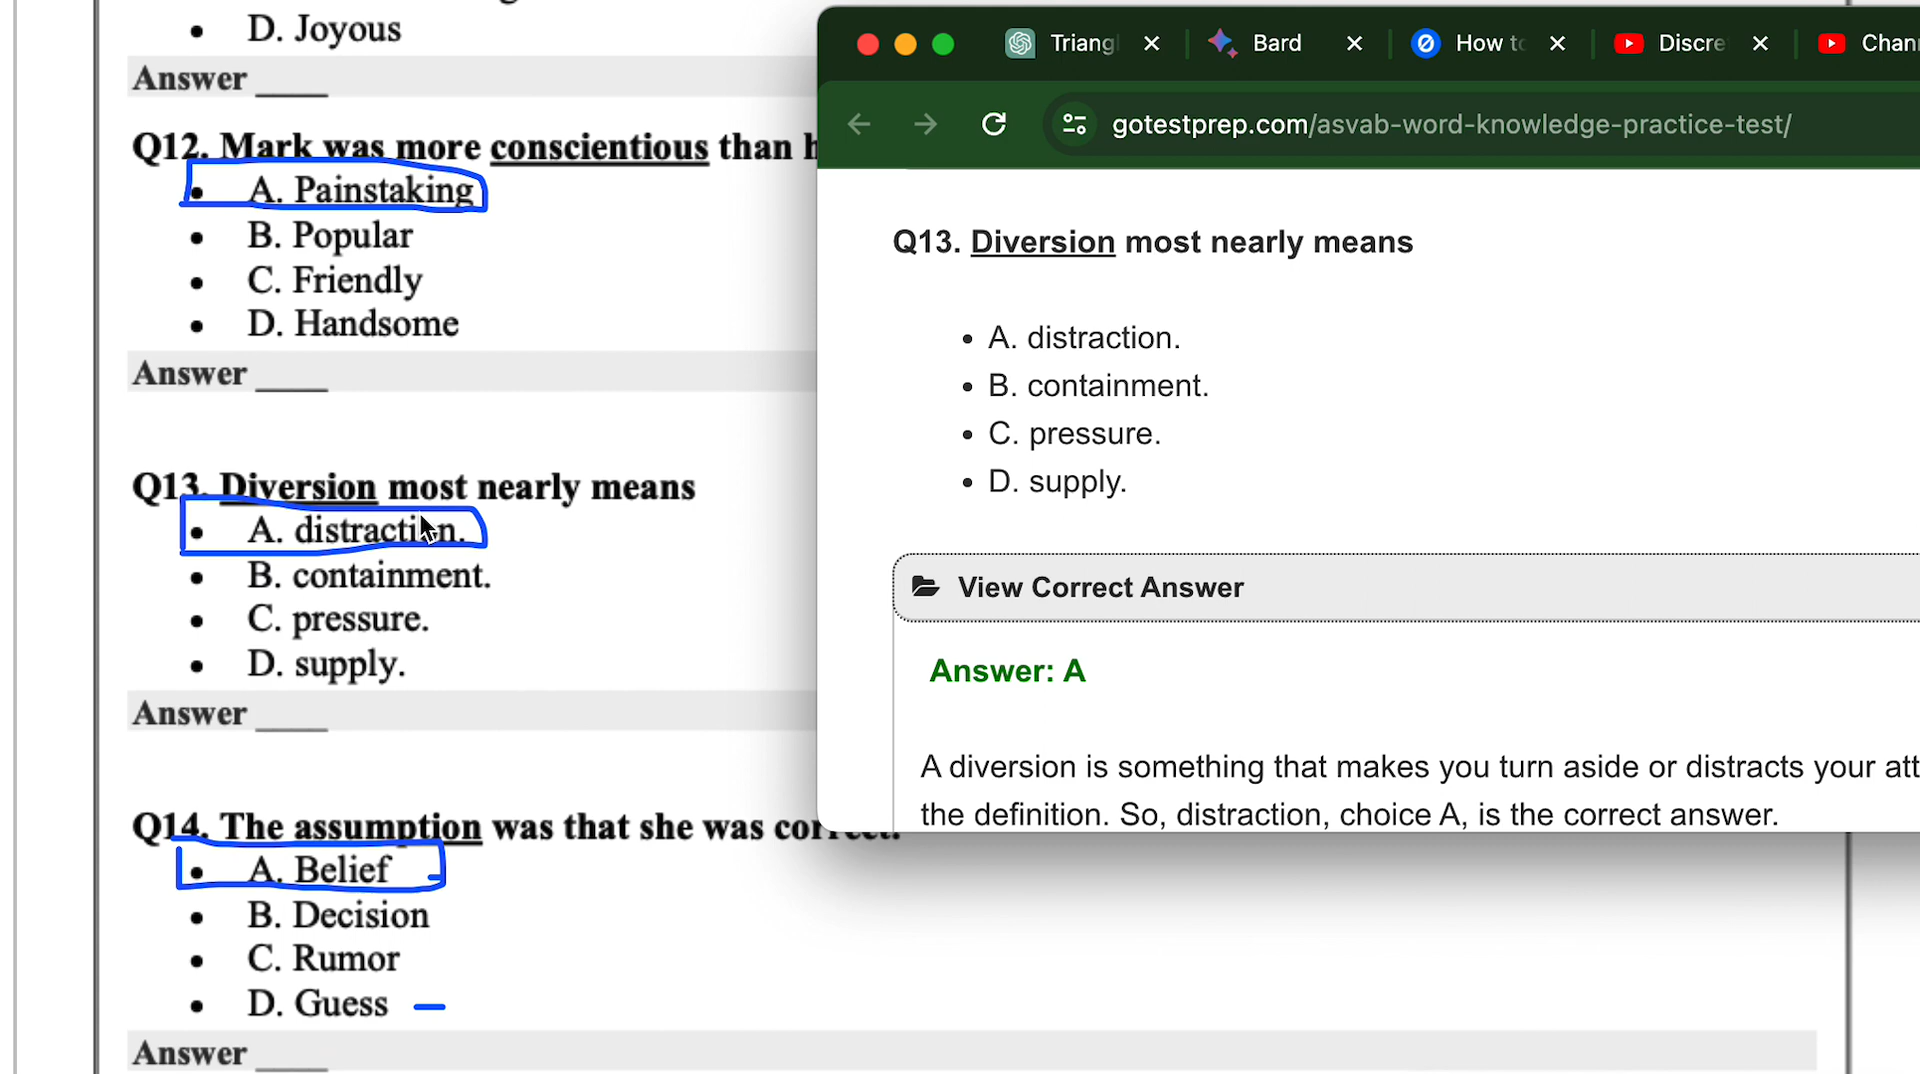 D. Joyous
Answer ____
Q12. Mark was more conscientious than h
A. Painstaking
B. Popular
C. Friendly
D. Handsome
Answer ____
Q13. Diversion most nearly means
A. distraction.
B. containment.
C. pressure.
D. supply.
Answer ____
Q14. The assumption was that she was correct.
A. Belief
B. Decision
C. Rumor
D. Guess
Answer ____
Triang
Bard
How to
Discre
Chan
gotestprep.com/asvab-word-knowledge-practice-test/
Q13. Diversion most nearly means
A. distraction.
B. containment.
C. pressure.
D. supply.
View Correct Answer
Answer: A
A diversion is something that makes you turn aside or distracts your att
the definition. So, distraction, choice A, is the correct answer.